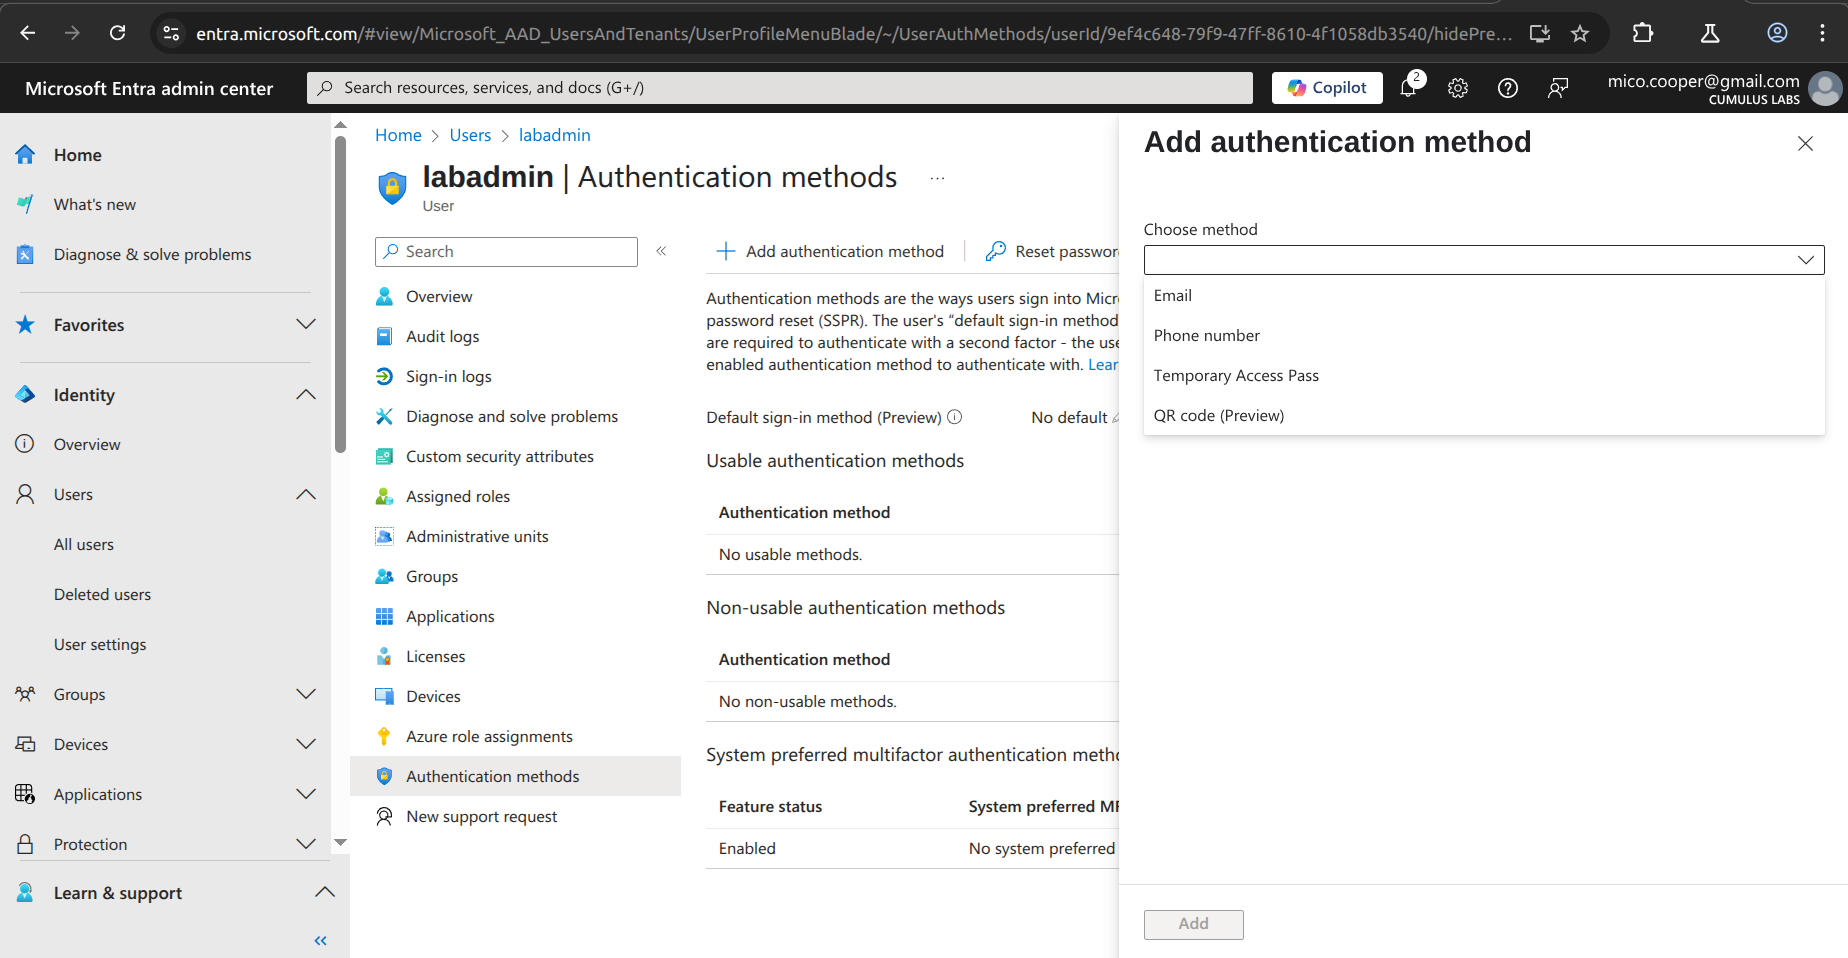 entra.microsoft.com/#view/Microsoft_AAD_UsersAndTenants/UserProfileMenuBlade/~/UserAuthMethods/userId/9ef4c648-79f9-47ff-8610-4f1058db3540/hidePre...
Microsoft Entra admin center
Search resources, services, and docs (G+/)
Copilot
2
mico.cooper@gmail.com
CUMULUS LABS
Home
What's new
Diagnose & solve problems
Favorites
Identity
Overview
Users
All users
Deleted users
User settings
Groups
Devices
Applications
Protection
Learn & support
Home > Users > labadmin
labadmin | Authentication methods
...
User
Search
Overview
Audit logs
Sign-in logs
Diagnose and solve problems
Custom security attributes
Assigned roles
Administrative units
Groups
Applications
Licenses
Devices
Azure role assignments
Authentication methods
New support request
Add authentication method
Reset passwor
Authentication methods are the ways users sign into Micr
password reset (SSPR). The user's “default sign-in method
are required to authenticate with a second factor - the use
enabled authentication method to authenticate with. Lear
Default sign-in method (Preview) No default
Usable authentication methods
Authentication method
No usable methods.
Non-usable authentication methods
Authentication method
No non-usable methods.
System preferred multifactor authentication metho
Feature status System preferred MF
Enabled No system preferred
Add authentication method
Choose method
Email
Phone number
Temporary Access Pass
QR code (Preview)
Add